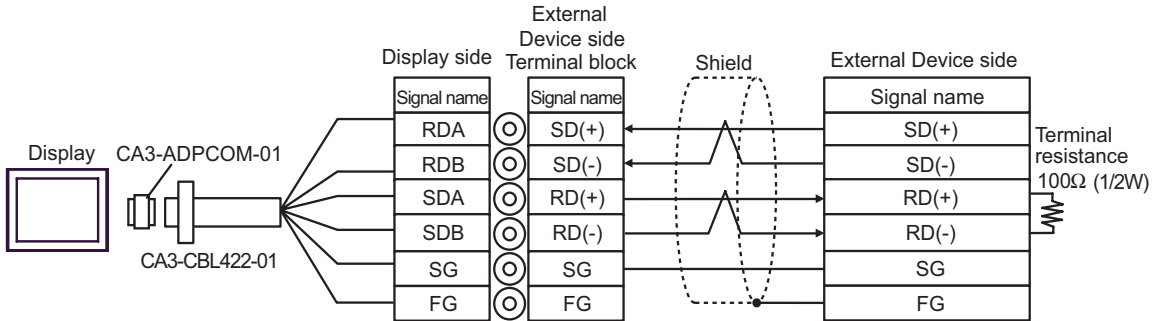 External
Device side
Display side Terminal block Shield External Device side
Signal name Signal name Signal name
RDA SD(+) SD(+)
RDB SD(-) SD(-)
SDA RD(+) RD(+)
SDB RD(-) RD(-)
SG SG SG
FG FG FG
Display CA3-ADPCOM-01
CA3-CBL422-01
Terminal
resistance
100Ω (1/2W)